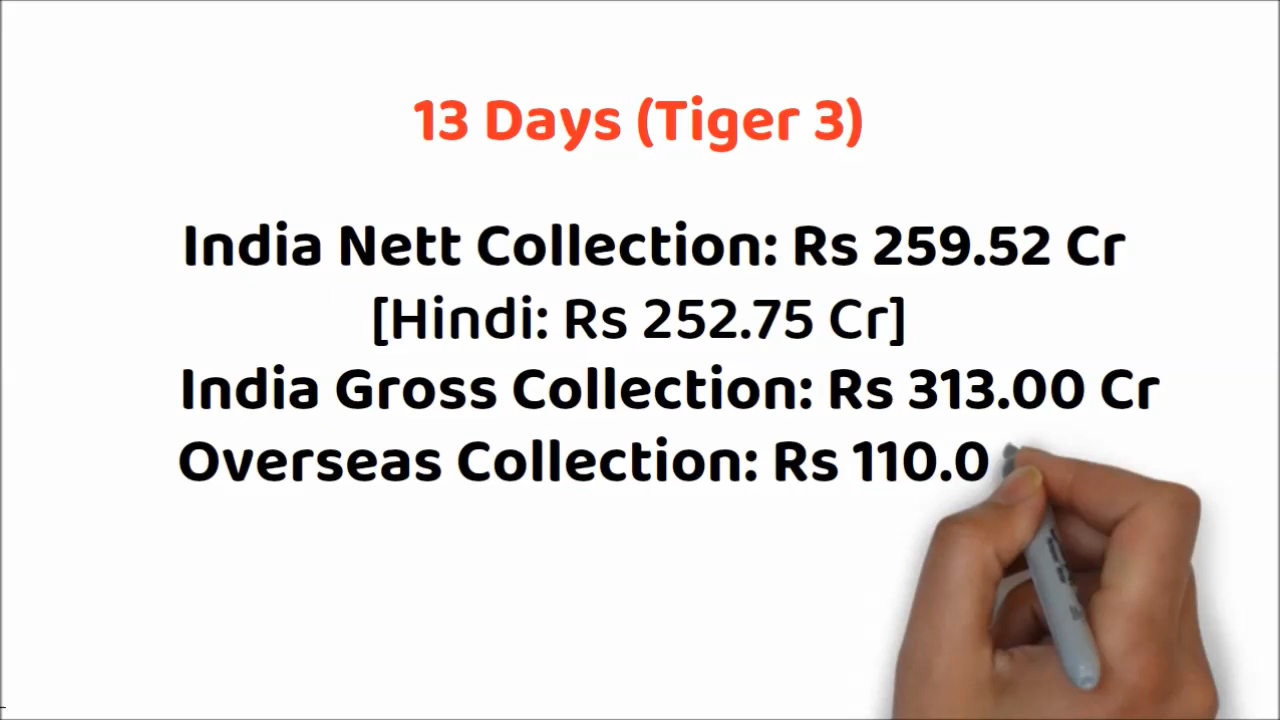 13 Days (Tiger 3)
India Nett Collection: Rs 259.52 Cr
[Hindi: Rs 252.75 Cr]
India Gross Collection: Rs 313.00 Cr
Overseas Collection: Rs 110.0